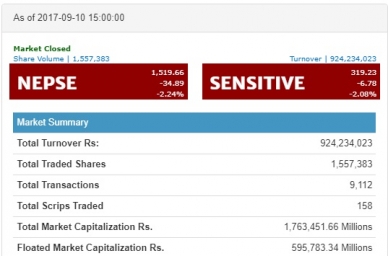 As of 2017-09-10 15:00:00
Market Closed
Share Volume | 1,557,383 Turnover | 924,234,023
NEPSE 1,519.66 -34.89 -2.24%
SENSITIVE 319.23 -6.78 -2.08%
Market Summary
Total Turnover Rs: 924,234,023
Total Traded Shares 1,557,383
Total Transactions 9,112
Total Scrips Traded 158
Total Market Capitalization Rs. 1,763,451.66 Millions
Floated Market Capitalization Rs. 595,783.34 Millions